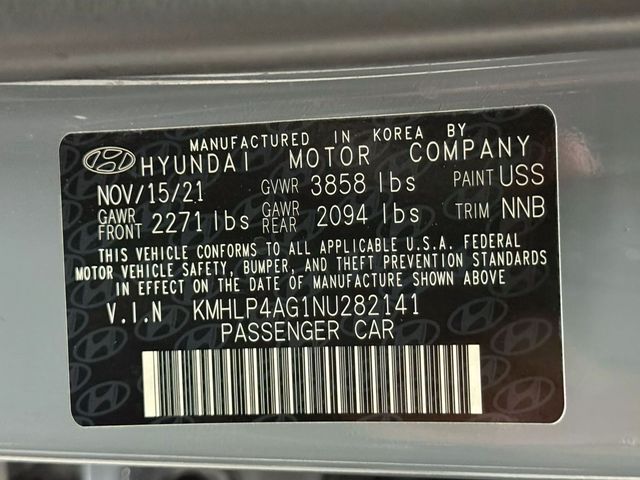 MANUFACTURED IN KOREA BY
HYUNDAI MOTOR COMPANY
NOV/15/21 GVWR 3858 lbs PAINT USS
GAWR FRONT 2271 lbs GAWR REAR 2094 lbs TRIM NNB
THIS VEHICLE CONFORMS TO ALL APPLICABLE U.S.A. FEDERAL
MOTOR VEHICLE SAFETY, BUMPER, AND THEFT PREVENTION STANDARDS
IN EFFECT ON THE DATE OF MANUFACTURE SHOWN ABOVE.
V.I.N KMHLP4AG1NU282141
PASSENGER CAR